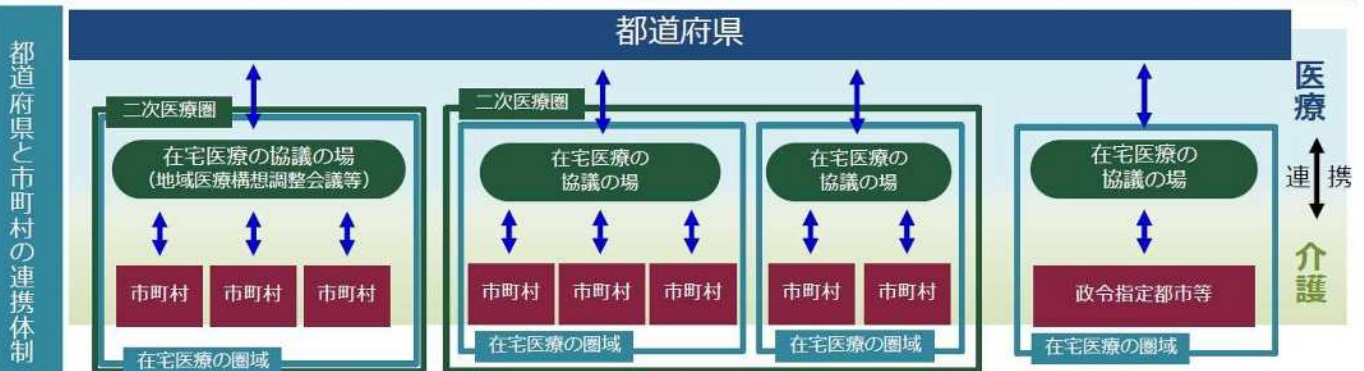 都道府県と市町村の連携体制
都道府県
二次医療圏
在宅医療の協議の場
（地域医療構想調整会議等）
市町村
市町村
市町村
在宅医療の圏域
二次医療圏
在宅医療の
協議の場
市町村
市町村
市町村
在宅医療の圏域
在宅医療の
協議の場
市町村
市町村
在宅医療の圏域
在宅医療の
協議の場
政令指定都市等
在宅医療の圏域
医療
連携
介護